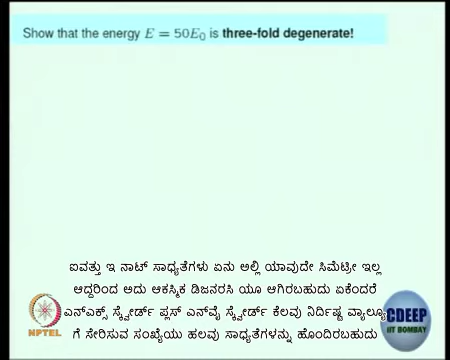 Show that the energy E = 50E₀ is three-fold degenerate!
ಐವತ್ತು ಇ ನಾಟ್ ಸಾಧ್ಯತೆಗಳು ಏನು ಅಲ್ಲಿ ಯಾವುದೇ ಸಿಮೆಟ್ರೀ ಇಲ್ಲ
ಆದ್ದರಿಂದ ಅದು ಆಕಸ್ಮಿಕ ಡಿಜನರಸಿ ಯೂ ಆಗಿರಬಹುದು ಏಕೆಂದರೆ
ಎನ್ಎಕ್ಸ್ ಸ್ಕ್ವೇರ್ಡ್ ಪ್ಲಸ್ ಎನ್ವೈ ಸ್ಕ್ವೇರ್ಡ್ ಕೆಲವು ನಿರ್ದಿಷ್ಟ ವ್ಯಾಲ್ಯೂ
ಗೆ ಸೇರಿಸುವ ಸಂಖ್ಯೆಯು ಹಲವು ಸಾಧ್ಯತೆಗಳನ್ನು ಹೊಂದಿರಬಹುದು
NPTEL
CDEEP
IIT BOMBAY